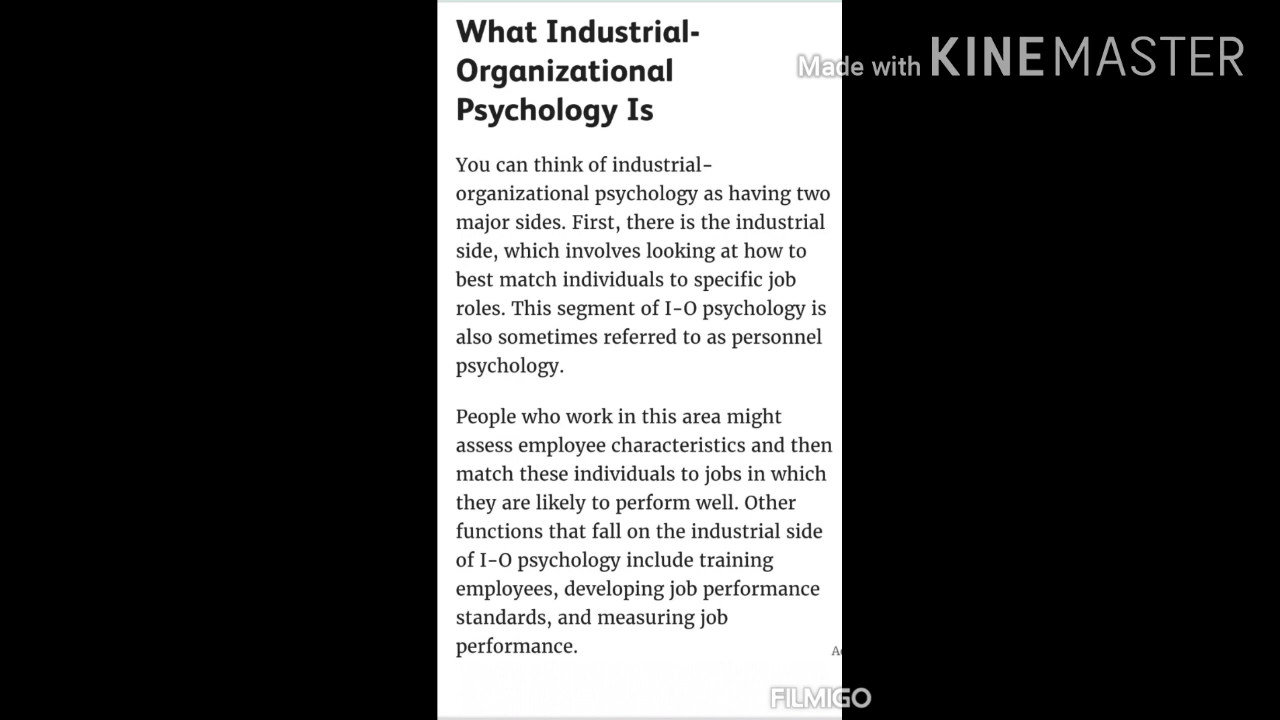 What Industrial-
Organizational
Psychology Is
Made with KINEMASTER
You can think of industrial-
organizational psychology as having two
major sides. First, there is the industrial
side, which involves looking at how to
best match individuals to specific job
roles. This segment of I-O psychology is
also sometimes referred to as personnel
psychology.
People who work in this area might
assess employee characteristics and then
match these individuals to jobs in which
they are likely to perform well. Other
functions that fall on the industrial side
of I-O psychology include training
employees, developing job performance
standards, and measuring job
performance.
FILMIGO